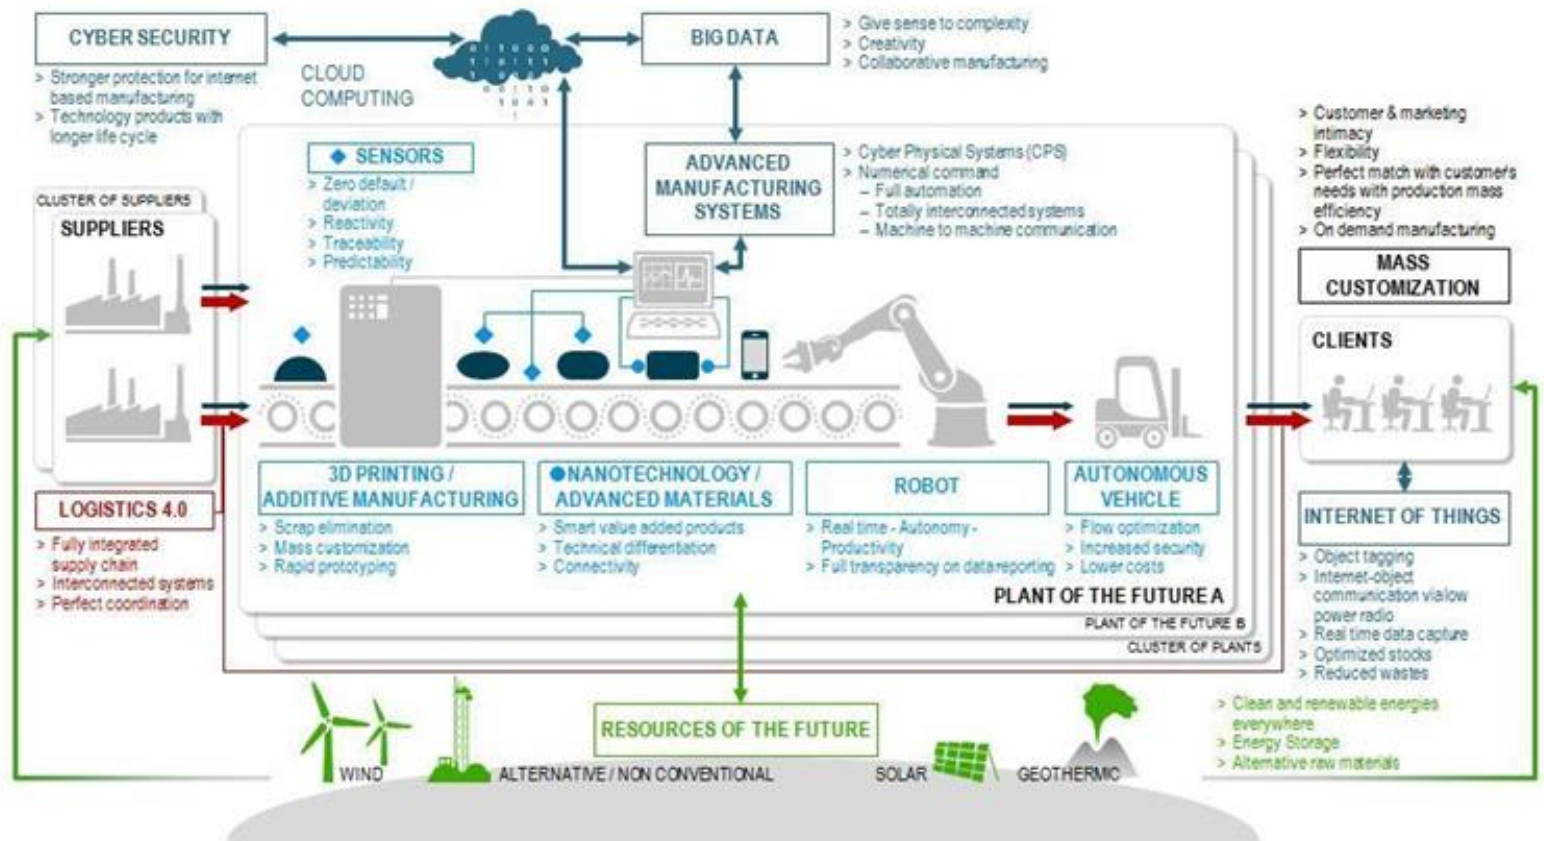 CYBER SECURITY
> Stronger protection for internet
based manufacturing
> Technology products with
longer life cycle
CLOUD
COMPUTING
BIG DATA
> Give sense to complexity
> Creativity
> Collaborative manufacturing
SENSORS
> Zero default /
deviation
> Reactivity
> Traceability
> Predictability
ADVANCED
MANUFACTURING
SYSTEMS
> Cyber Physical Systems (CPS)
> Numerical command
– Full automation
– Totally interconnected systems
– Machine to machine communication
> Customer & marketing
intimacy
> Flexibility
> Perfect match with customer's
needs with production mass
efficiency
> On demand manufacturing
MASS
CUSTOMIZATION
CLUSTER OF SUPPLIERS
SUPPLIERS
CLIENTS
LOGISTICS 4.0
> Fully integrated
supply chain
> Interconnected systems
> Perfect coordination
3D PRINTING /
ADDITIVE MANUFACTURING
> Scrap elimination
> Mass customization
> Rapid prototyping
NANOTECHNOLOGY /
ADVANCED MATERIALS
> Smart value added products
> Technical differentiation
> Connectivity
ROBOT
> Real time - Autonomy -
Productivity
> Full transparency on data reporting
AUTONOMOUS
VEHICLE
> Flow optimization
> Increased security
> Lower costs
INTERNET OF THINGS
> Object tagging
> Internet-object
communication via low
power radio
> Real time data capture
> Optimized stocks
> Reduced wastes
PLANT OF THE FUTURE A
PLANT OF THE FUTURE B
CLUSTER OF PLANTS
RESOURCES OF THE FUTURE
> Clean and renewable energies
everywhere
> Energy Storage
> Alternative raw materials
WIND
ALTERNATIVE / NON CONVENTIONAL
SOLAR
GEOTHERMIC